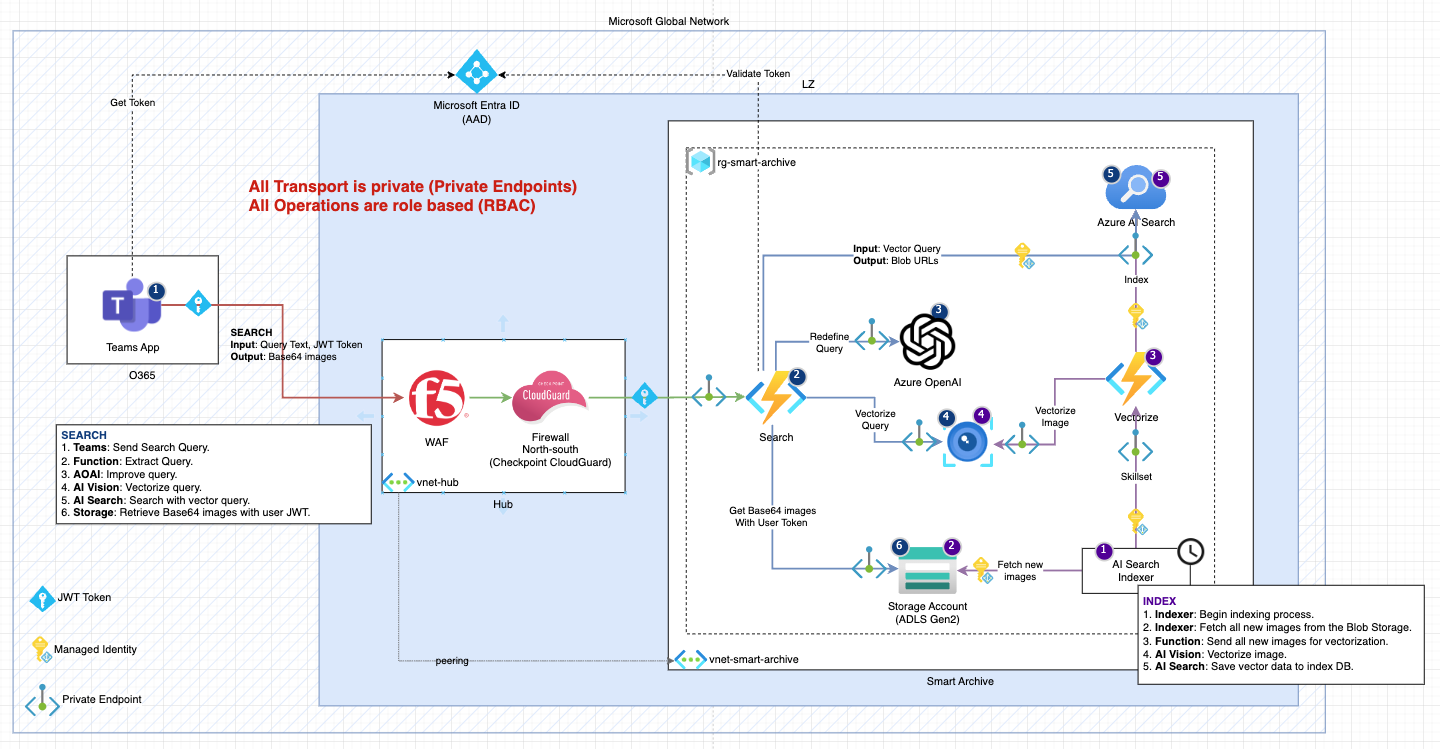 Microsoft Global Network
Validate Token
LZ
Get Token
Microsoft Entra ID
(AAD)
rg-smart-archive
All Transport is private (Private Endpoints)
All Operations are role based (RBAC)
5
5
Azure AI Search
Input: Vector Query
Output: Blob URLs
Index
T
1
Teams App
O365
SEARCH
Input: Query Text, JWT Token
Output: Base64 images
3
Redefine
Query
Azure OpenAI
3
Vectorize
f5
WAF
CHECK POINT
CloudGuard
Firewall
North-south
(Checkpoint CloudGuard)
vnet-hub
Hub
2
Search
Vectorize
Query
4
4
Vectorize
Image
Skillset
SEARCH
1. Teams: Send Search Query.
2. Function: Extract Query.
3. AOAI: Improve query.
4. AI Vision: Vectorize query.
5. AI Search: Search with vector query.
6. Storage: Retrieve Base64 images with user JWT.
Get Base64 images
With User Token
6
2
Storage Account
(ADLS Gen2)
Fetch new
images
1
AI Search
Indexer
JWT Token
Managed Identity
Private Endpoint
peering
vnet-smart-archive
Smart Archive
INDEX
1. Indexer: Begin indexing process.
2. Indexer: Fetch all new images from the Blob Storage.
3. Function: Send all new images for vectorization.
4. AI Vision: Vectorize image.
5. AI Search: Save vector data to index DB.